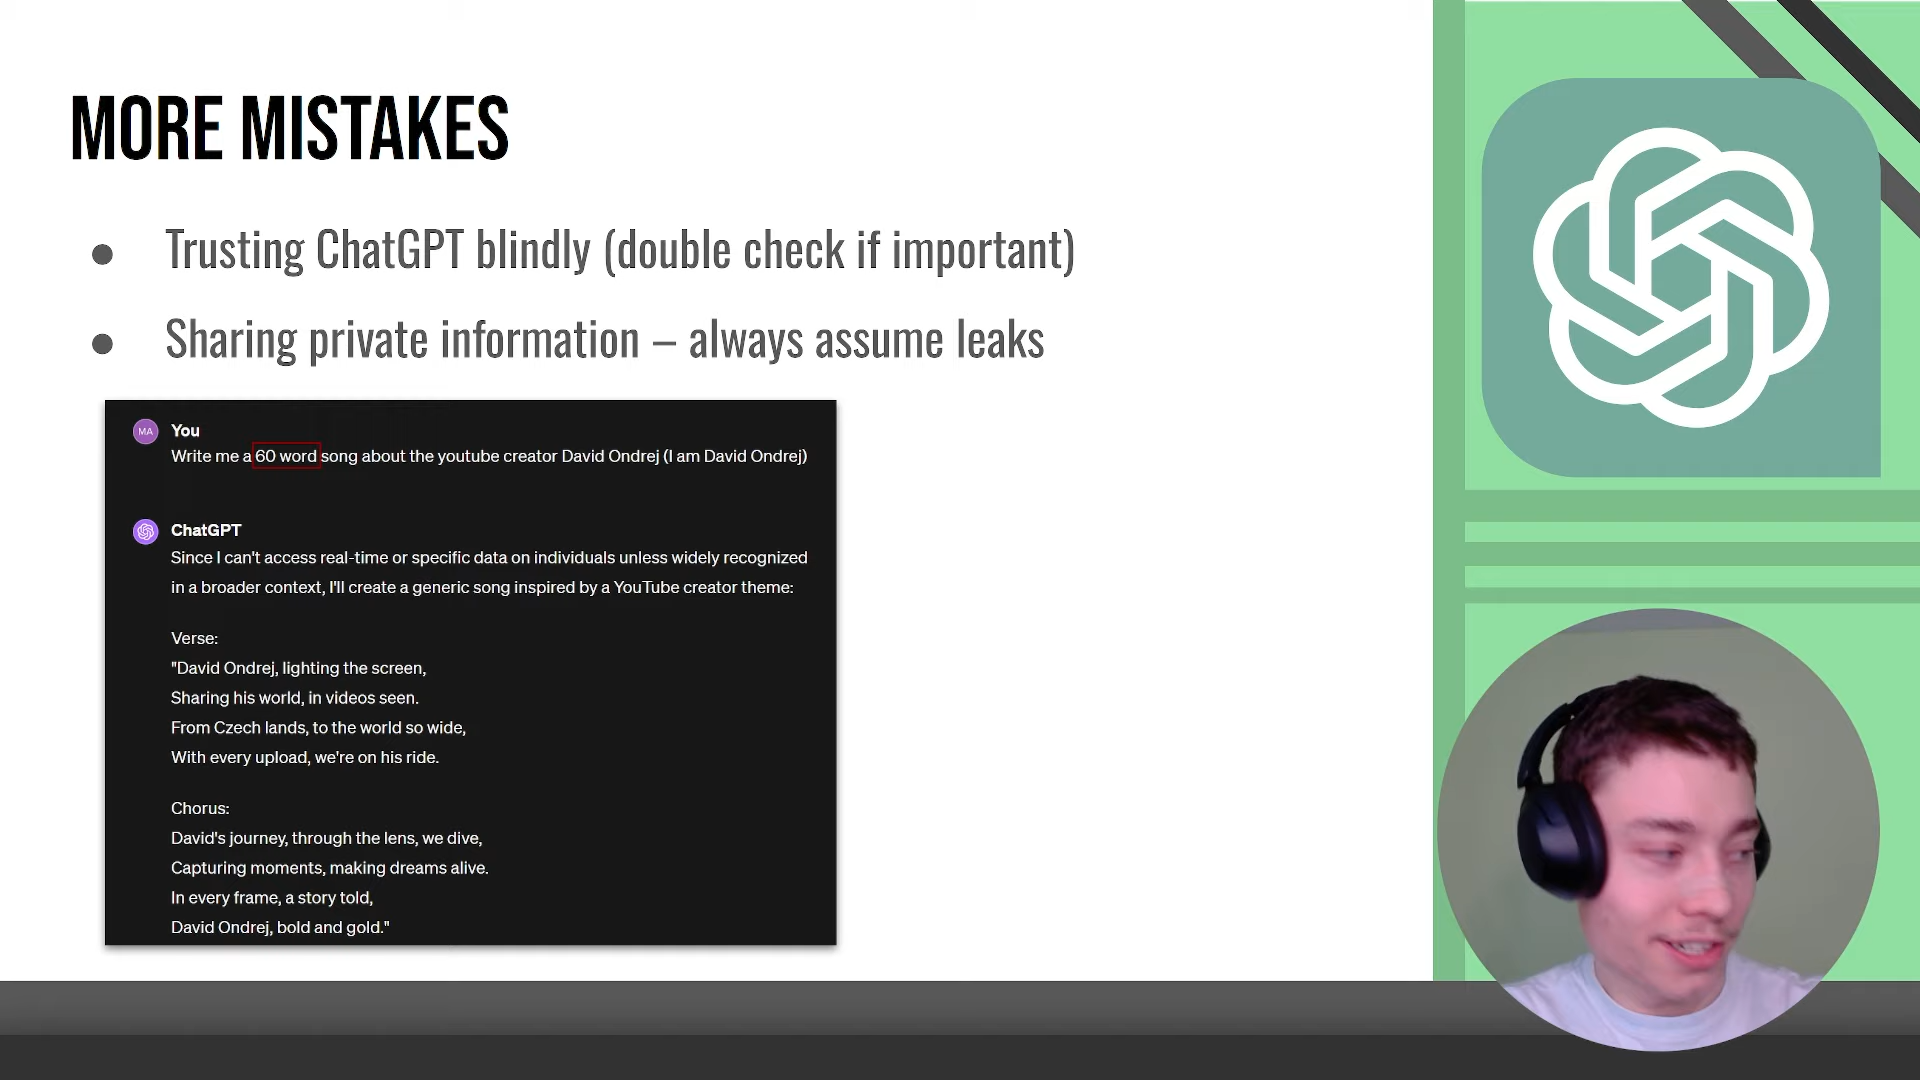 MORE MISTAKES
● Trusting ChatGPT blindly (double check if important)
● Sharing private information – always assume leaks
MA
You
Write me a 60 word song about the youtube creator David Ondrej (I am David Ondrej)
ChatGPT
Since I can't access real-time or specific data on individuals unless widely recognized
in a broader context, I'll create a generic song inspired by a YouTube creator theme:
Verse:
"David Ondrej, lighting the screen,
Sharing his world, in videos seen.
From Czech lands, to the world so wide,
With every upload, we're on his ride.
Chorus:
David's journey, through the lens, we dive,
Capturing moments, making dreams alive.
In every frame, a story told,
David Ondrej, bold and gold."